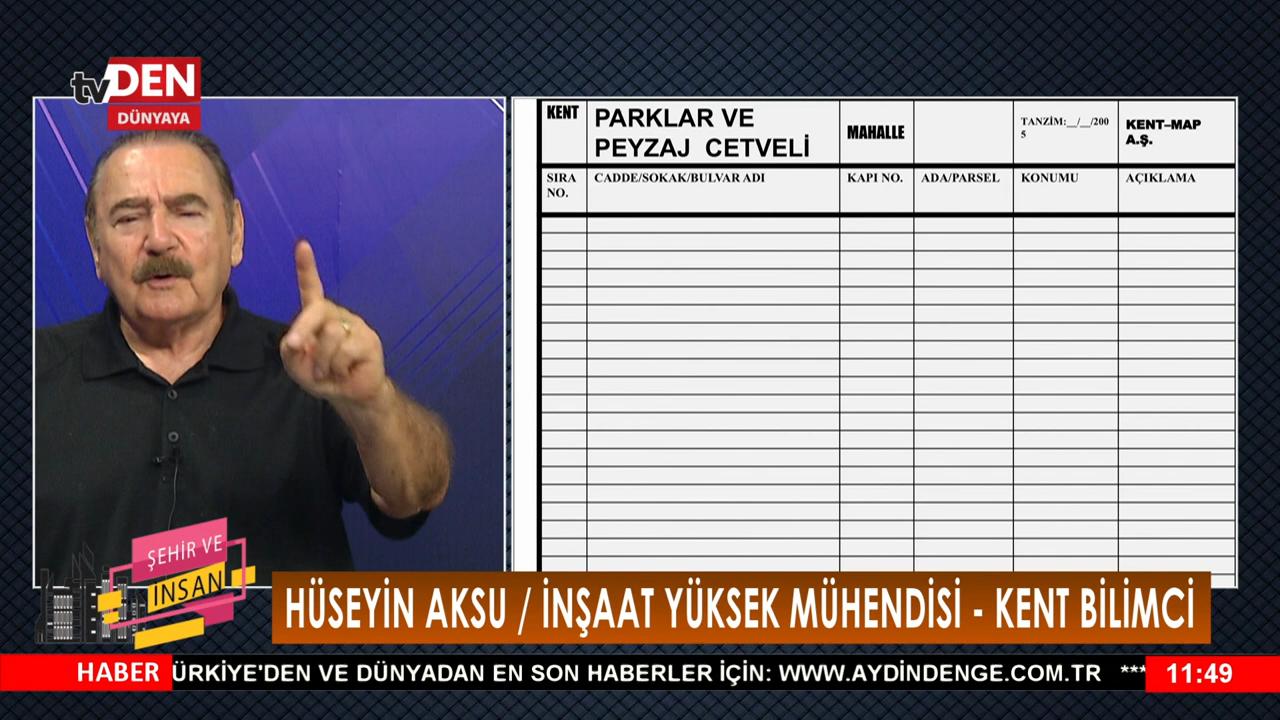 tvDEN
DÜNYAYA
KENT
PARKLAR VE
PEYZAJ CETVELİ
MAHALLE
TANZİM:__/__/200
5
KENT–MAP
A.Ş.
SIRA
NO.
CADDE/SOKAK/BULVAR ADI
KAPI NO.
ADA/PARSEL
KONUMU
AÇIKLAMA
ŞEHİR VE
INSAN
HÜSEYİN AKSU / İNŞAAT YÜKSEK MÜHENDİSİ - KENT BİLİMCİ
HABER
ÜRKİYE'DEN VE DÜNYADAN EN SON HABERLER İÇİN: WWW.AYDINDENGE.COM.TR ***
11:49